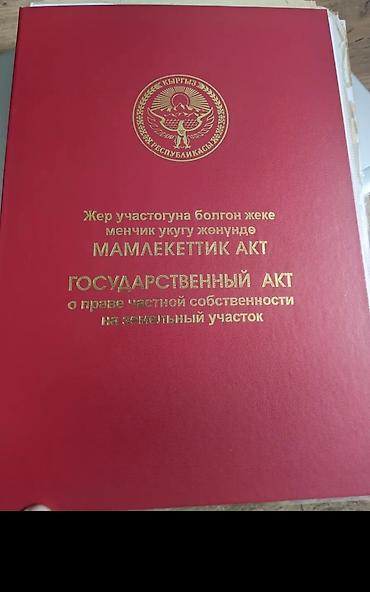 КЫРГЫЗ
РЕСПУБЛИКАСЫ
Жер участогуна болгон жеке
менчик укугу жөнүндө
МАМЛЕКЕТТИК АКТ
ГОСУДАРСТВЕННЫЙ АКТ
о праве частной собственности
на земельный участок